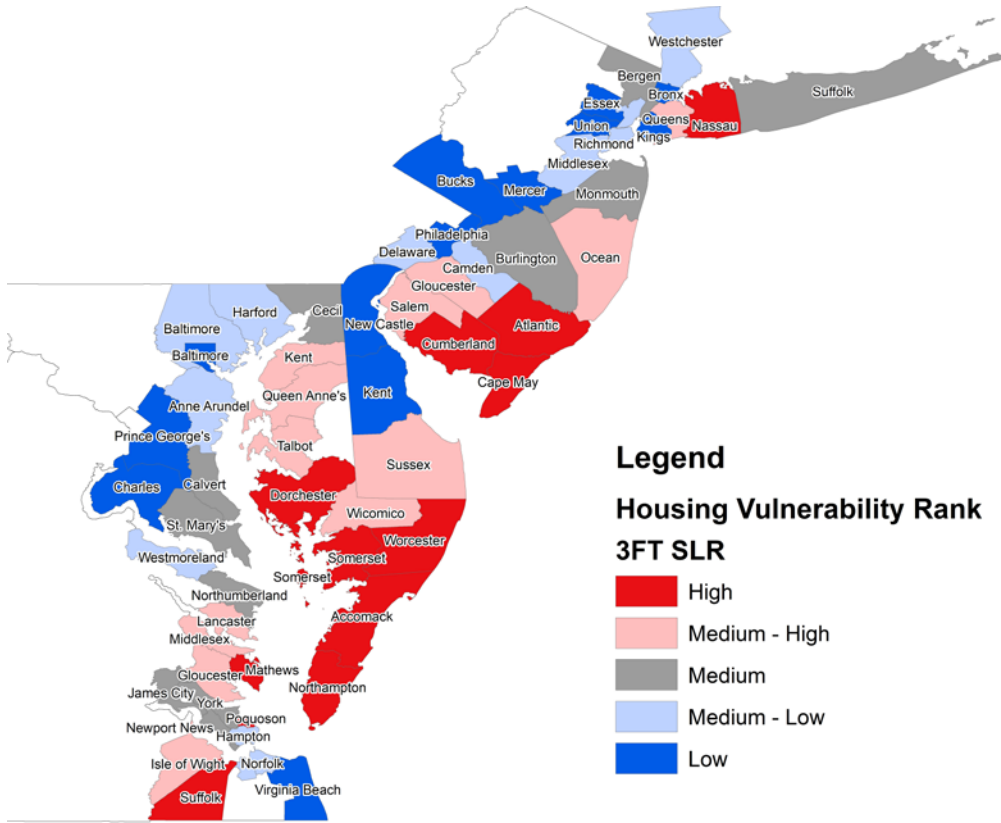 Westchester
Bergen
Suffolk
Bronx
Essex
Queens
Union
Nassau
Kings
Richmond
Middlesex
Bucks
Mercer
Monmouth
Philadelphia
Delaware
Burlington
Ocean
Camden
Gloucester
Cecil
Harford
Salem
New Castle
Baltimore
Atlantic
Cumberland
Baltimore
Kent
Cape May
Kent
Queen Anne's
Anne Arundel
Prince George's
Talbot
Sussex
Calvert
Charles
Dorchester
Wicomico
St. Mary's
Worcester
Westmoreland
Somerset
Somerset
Northumberland
Accomack
Lancaster
Middlesex
Mathews
Gloucester
Northampton
James City
York
Poquoson
Newport News
Hampton
Isle of Wight
Norfolk
Virginia Beach
Suffolk
Legend
Housing Vulnerability Rank
3FT SLR
High
Medium - High
Medium
Medium - Low
Low